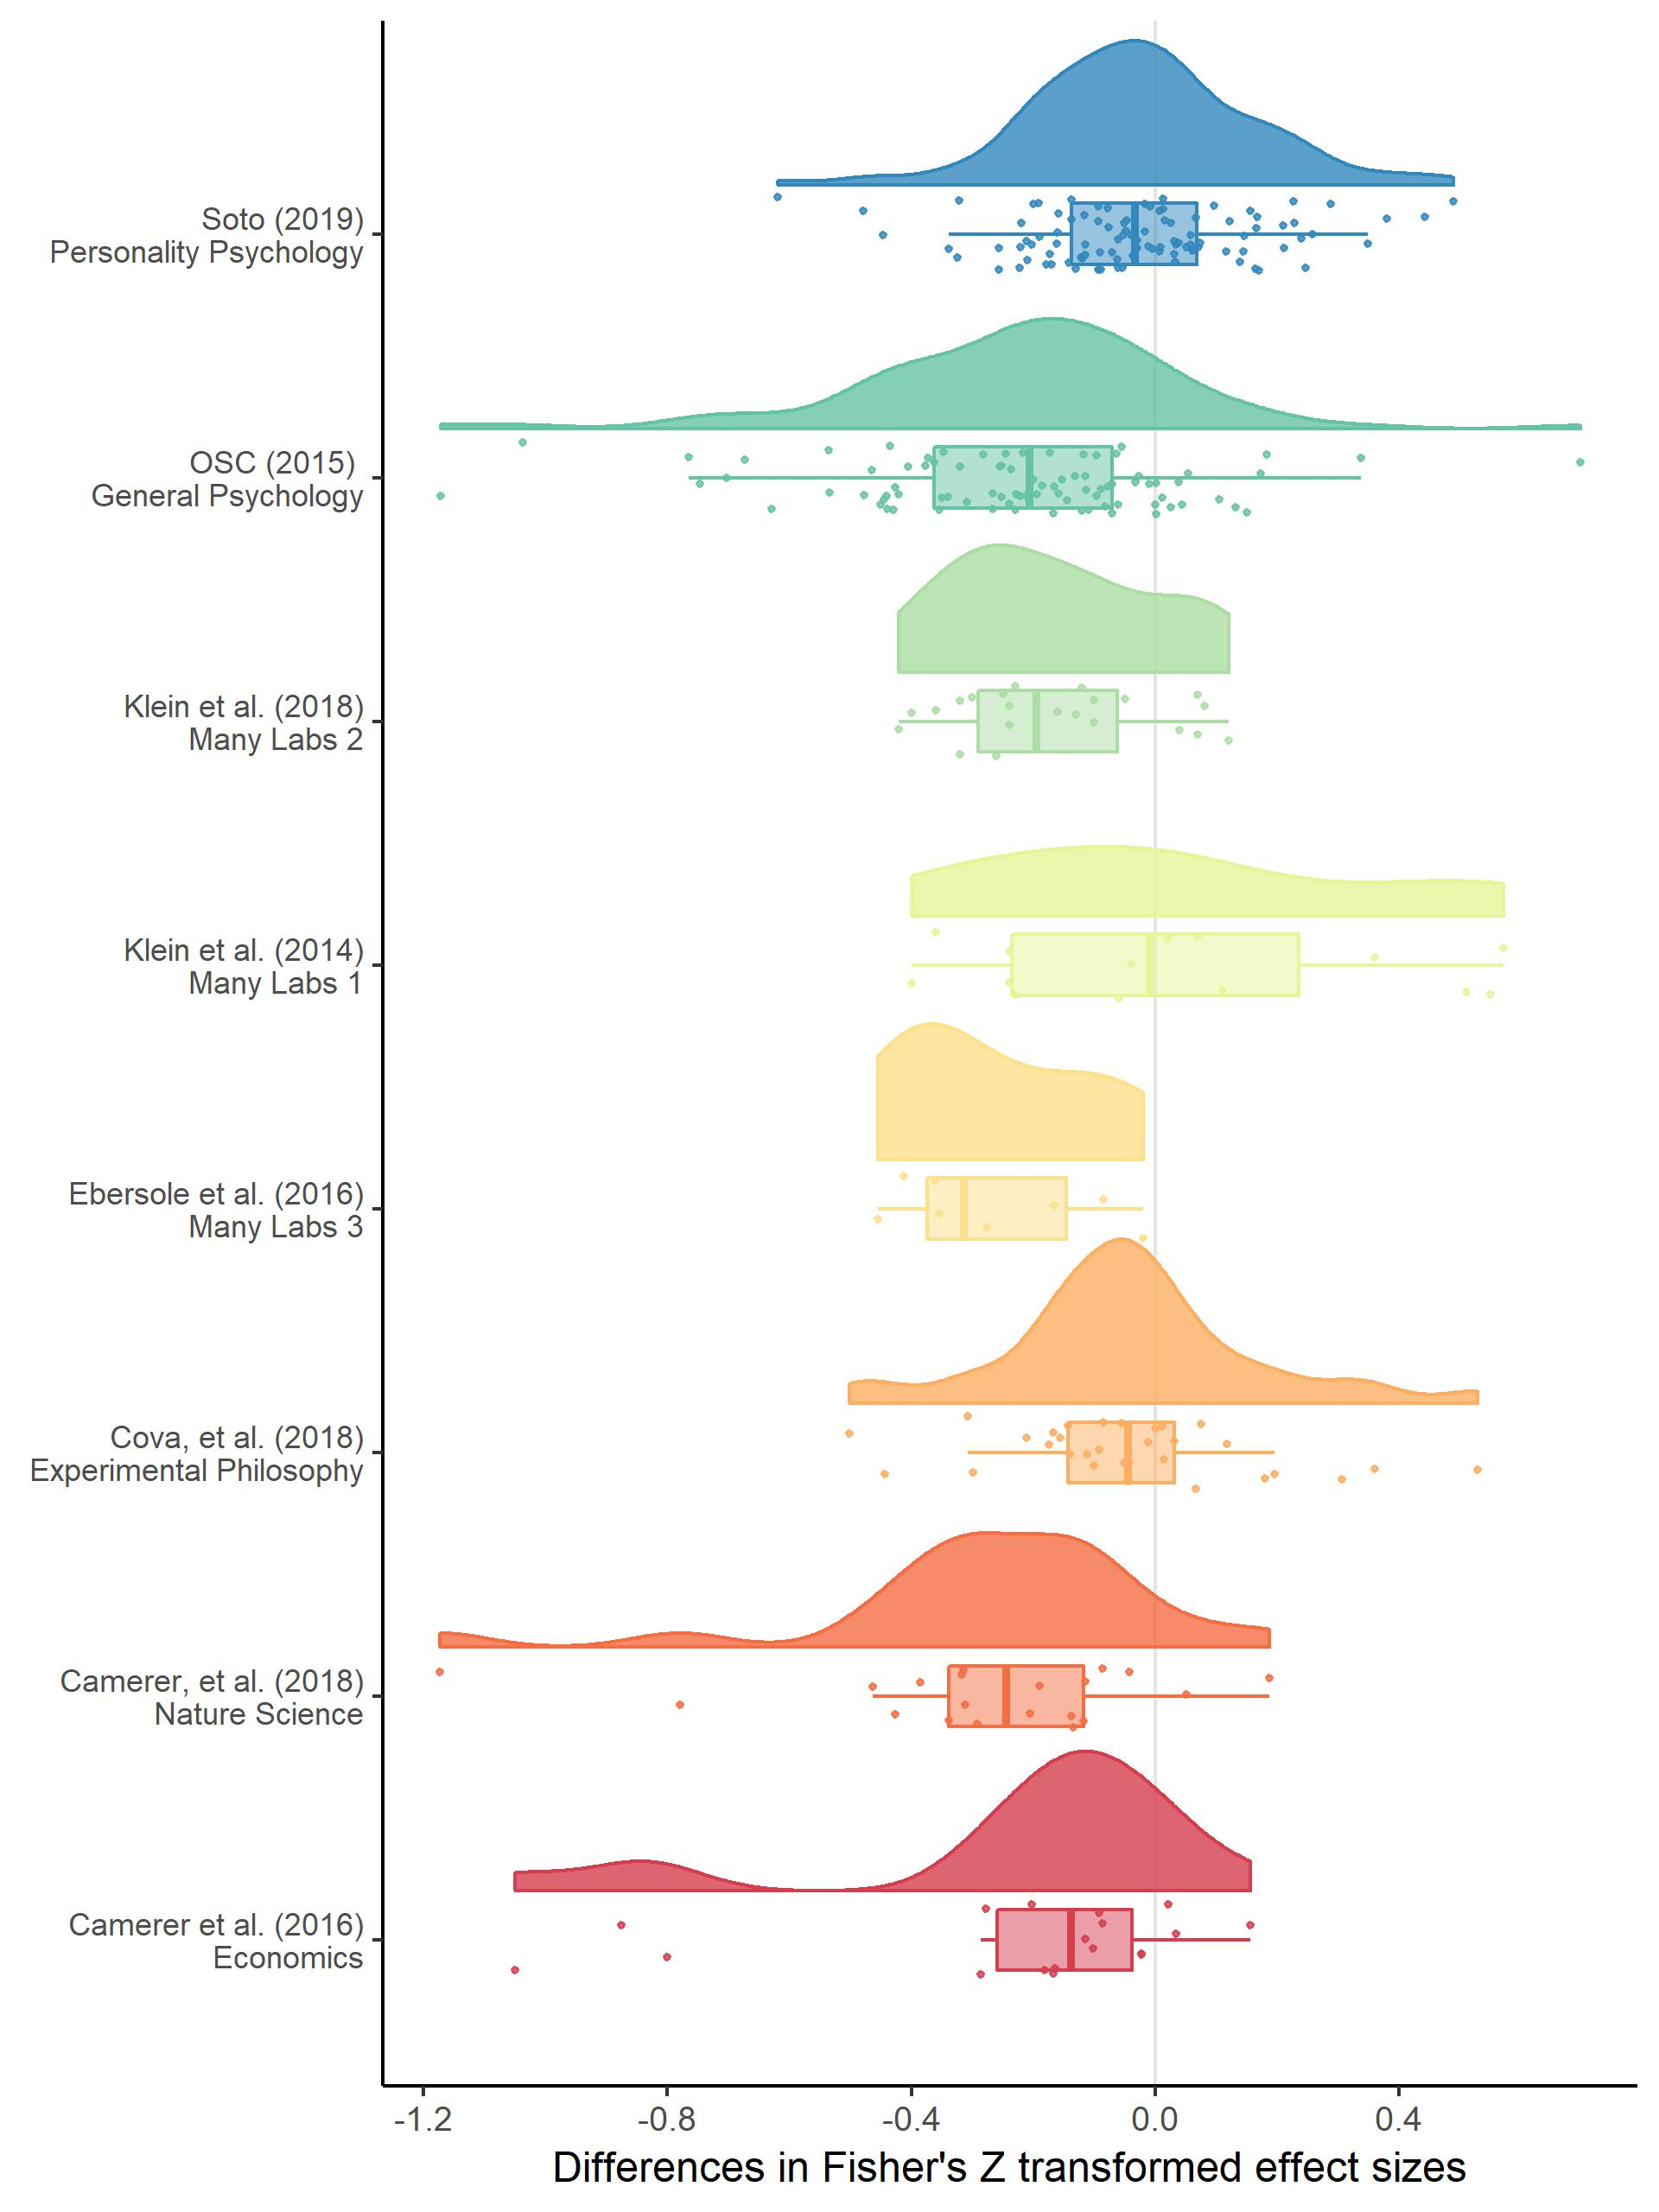 Soto (2019)
Personality Psychology
OSC (2015)
General Psychology
Klein et al. (2018)
Many Labs 2
Klein et al. (2014)
Many Labs 1
Ebersole et al. (2016)
Many Labs 3
Cova, et al. (2018)
Experimental Philosophy
Camerer, et al. (2018)
Nature Science
Camerer et al. (2016)
Economics
-1.2 -0.8 -0.4 0.0 0.4
Differences in Fisher's Z transformed effect sizes